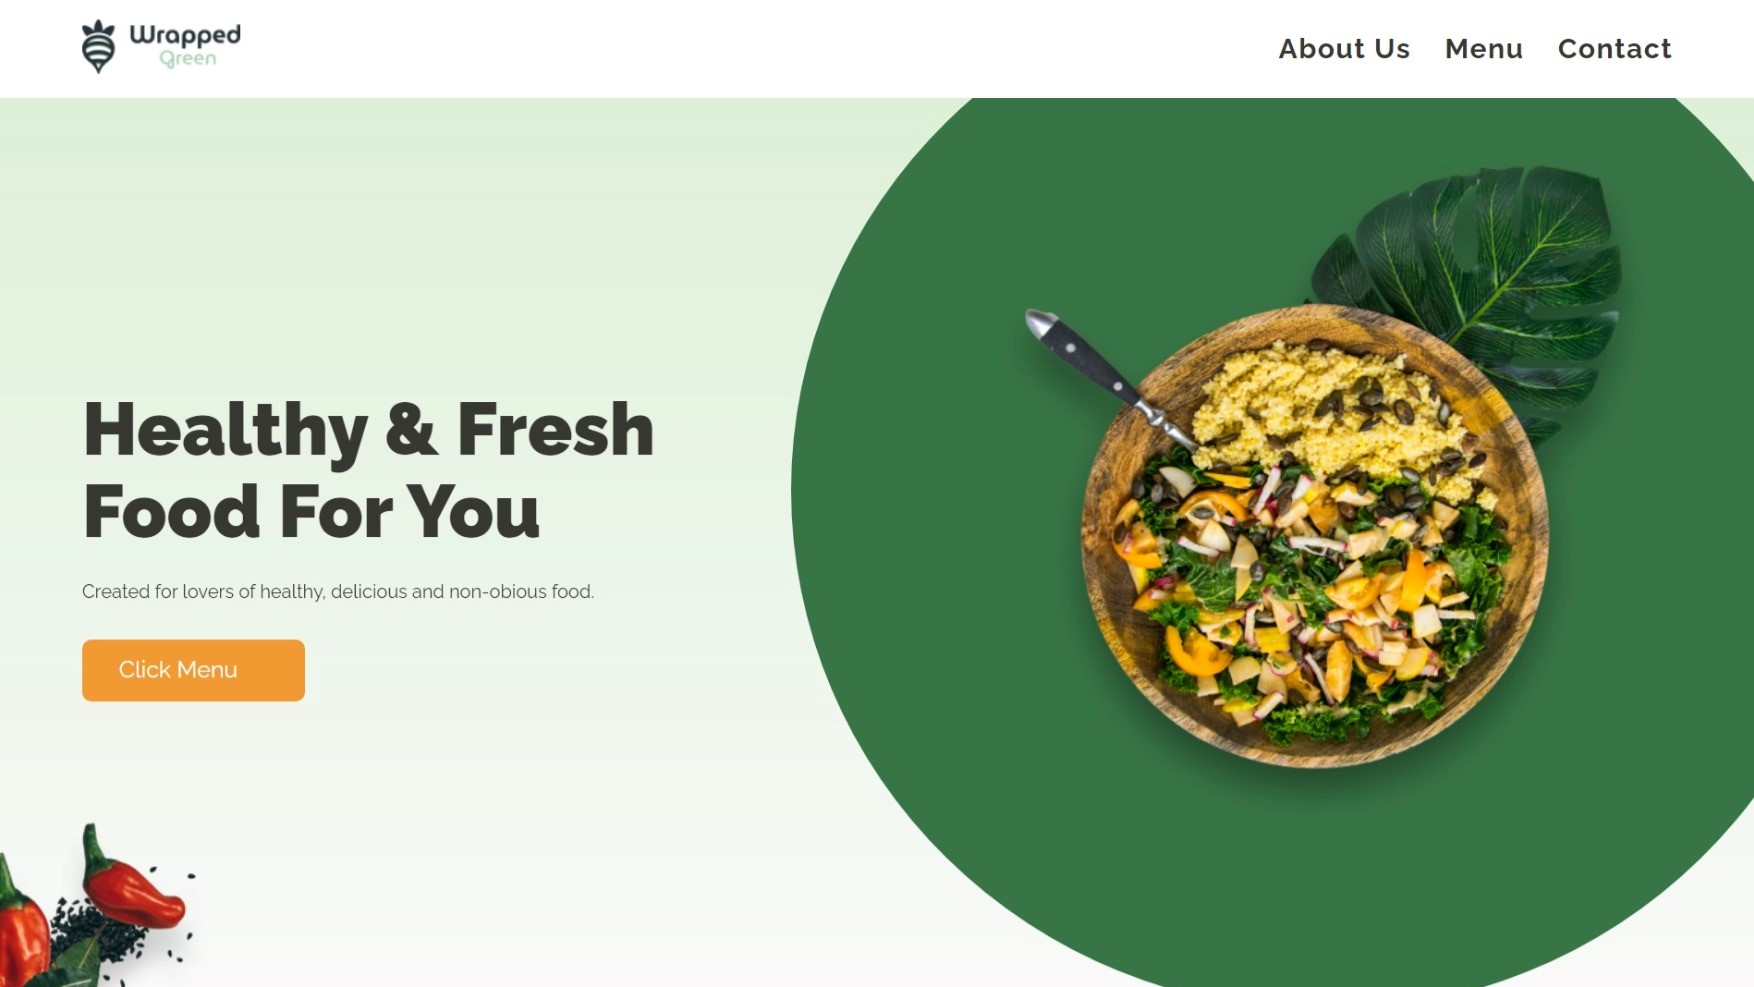 Wrapped
Green
About Us Menu Contact
Healthy & Fresh
Food For You
Created for lovers of healthy, delicious and non-obious food.
Click Menu